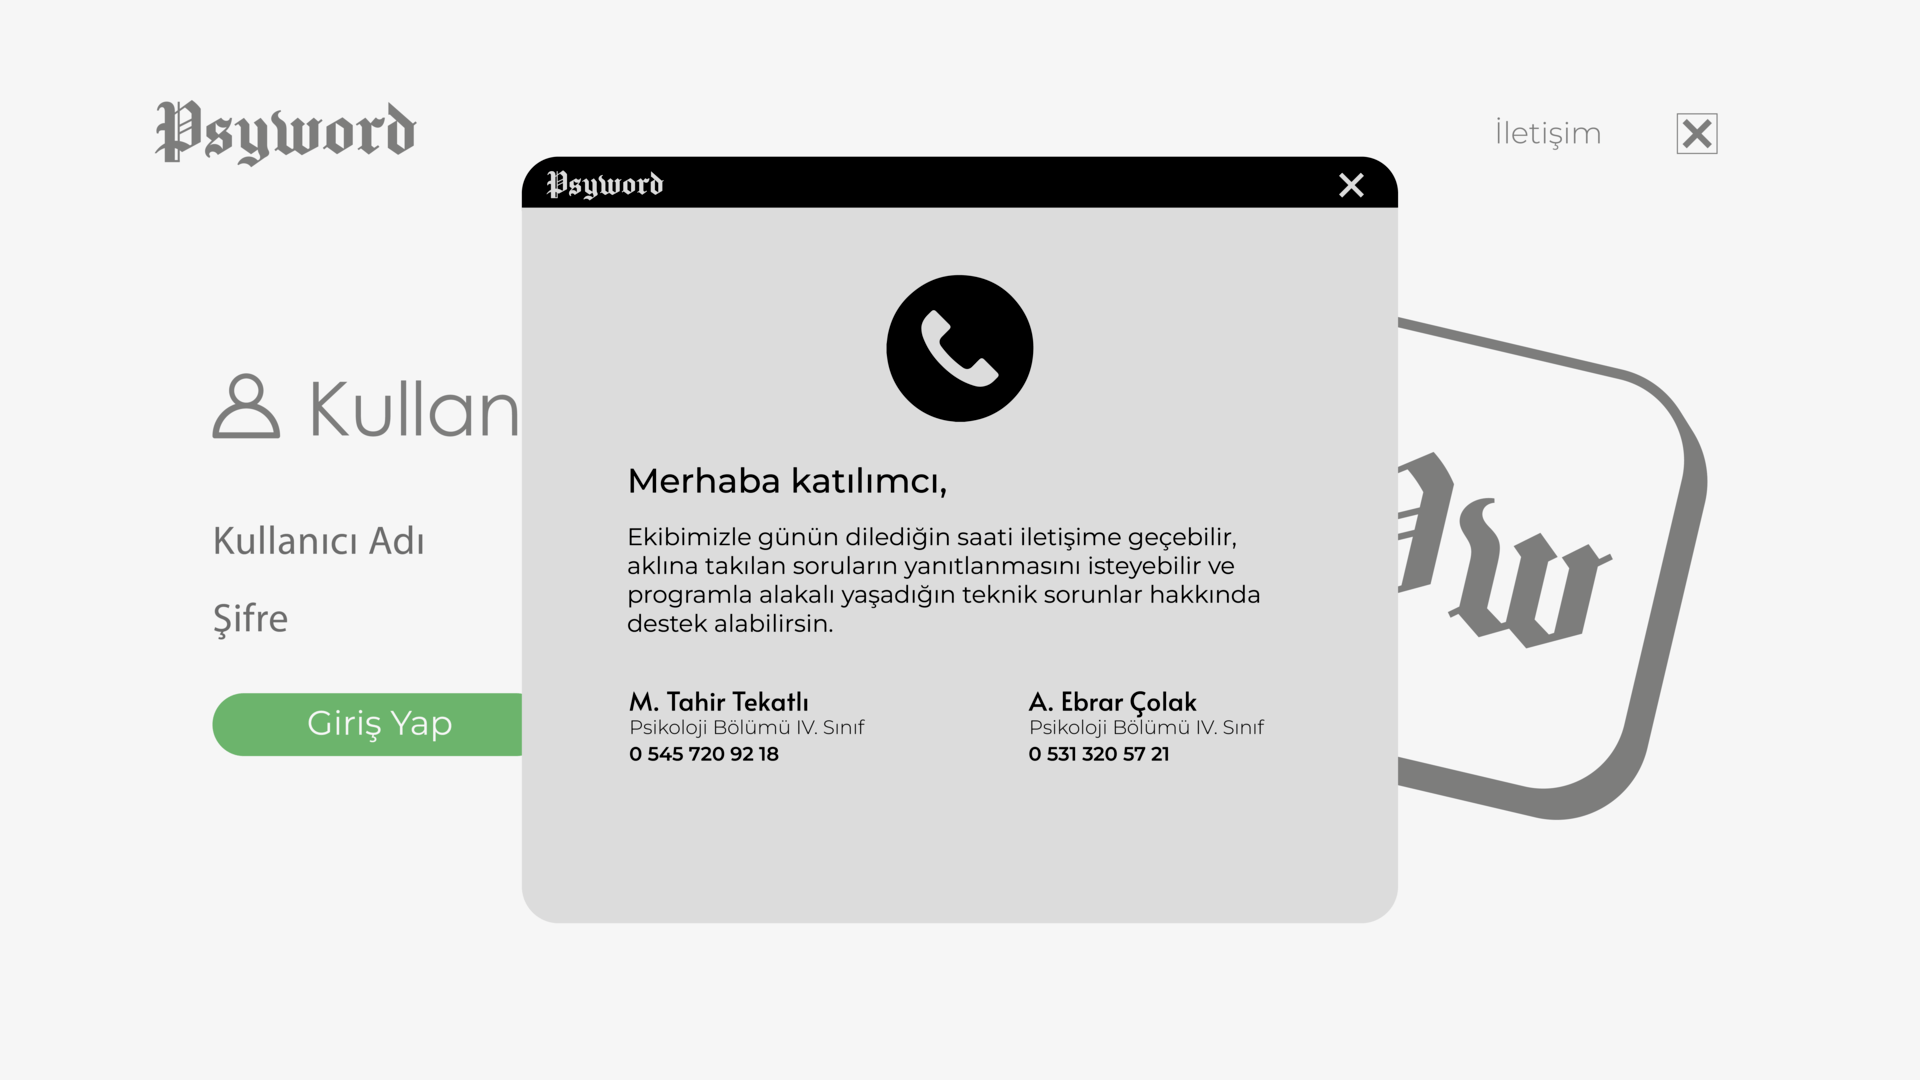 Psyword
İletişim
Psyword
Kullan
Kullanıcı Adı
Şifre
Giriş Yap
Merhaba katılımcı,
Ekibimizle günün dilediğin saati iletişime geçebilir,
aklına takılan soruların yanıtlanmasını isteyebilir ve
programla alakalı yaşadığın teknik sorunlar hakkında
destek alabilirsin.
M. Tahir Tekatlı
Psikoloji Bölümü IV. Sınıf
0 545 720 92 18
A. Ebrar Çolak
Psikoloji Bölümü IV. Sınıf
0 531 320 57 21
Pw